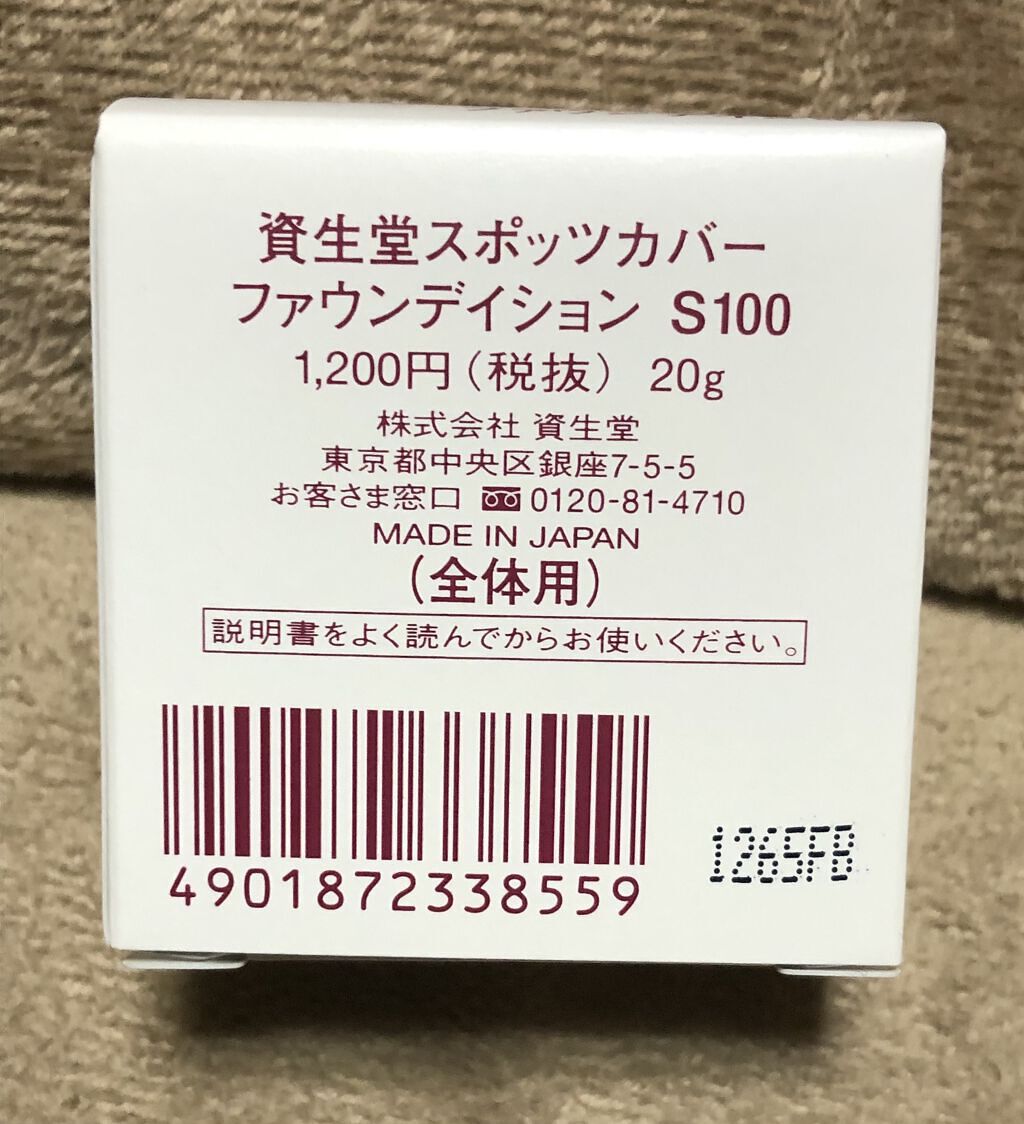 資生堂スポッツカバー
ファウンデイション S100
1,200円(税抜) 20g
株式会社 資生堂
東京都中央区銀座7-5-5
お客さま窓口 0120-81-4710
MADE IN JAPAN
(全体用)
説明書をよく読んでからお使いください。
4901872338559
1265FB